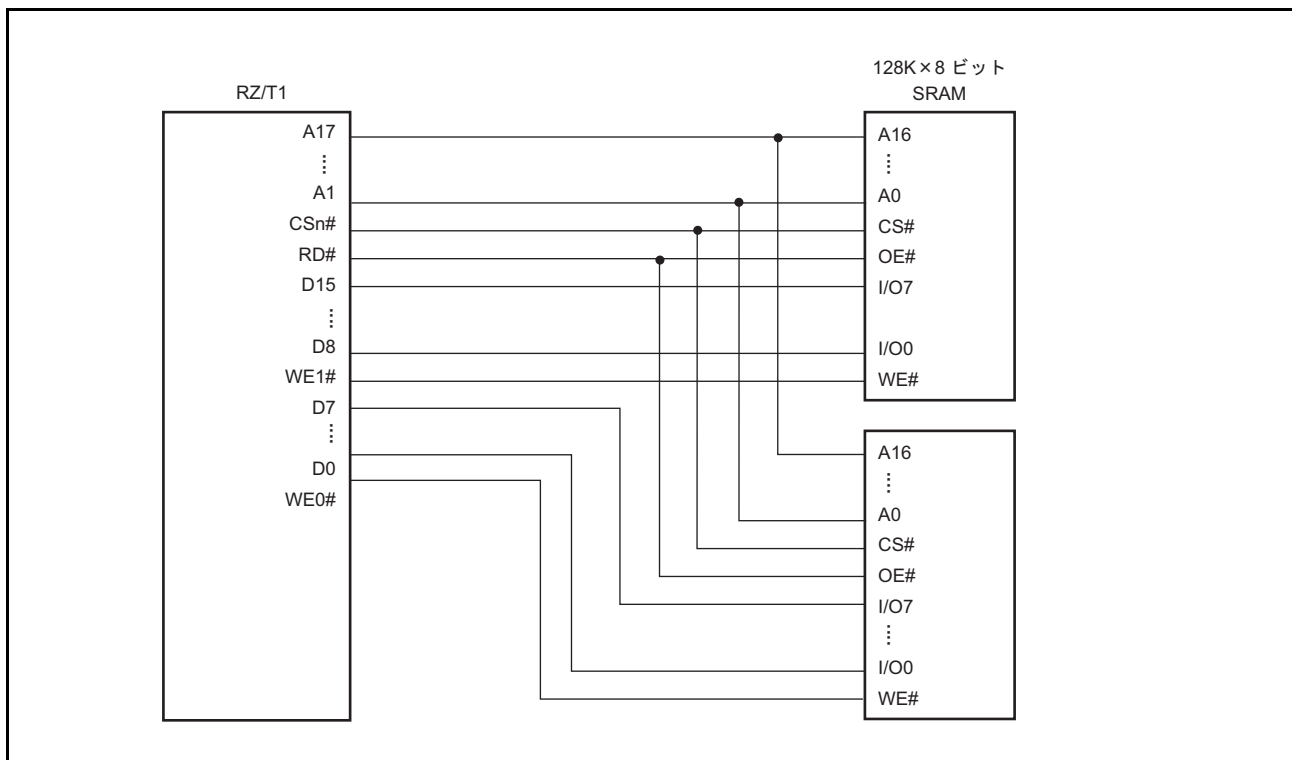 128K×8 ビット
SRAM
RZ/T1
A17
A1
CSn#
RD#
D15
D8
WE1#
D7
D0
WE0#
A16
A0
CS#
OE#
I/O7
I/O0
WE#
A16
A0
CS#
OE#
I/O7
I/O0
WE#